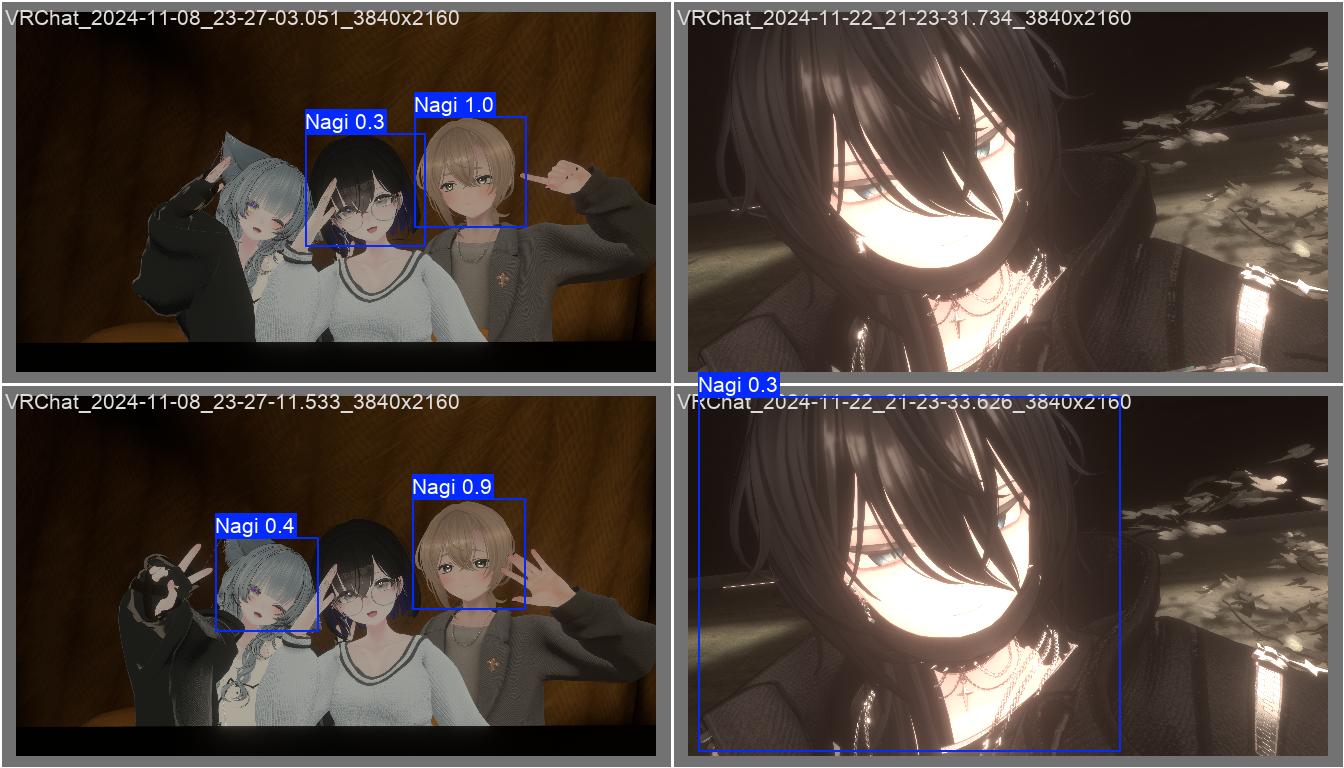 VRChat_2024-11-08_23-27-03.051_3840x2160
Nagi 0.3
Nagi 1.0
VRChat_2024-11-22_21-23-31.734_3840x2160
VRChat_2024-11-08_23-27-11.533_3840x2160
Nagi 0.4
Nagi 0.9
Nagi 0.3
VRChat_2024-11-22_21-23-33.626_3840x2160